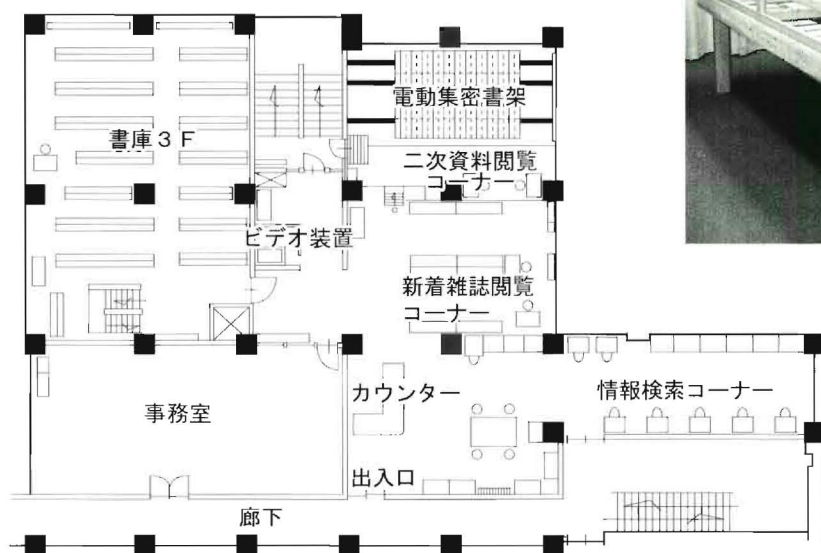 電動集密書架
書庫3F
二次資料閲覧
コーナー
ビデオ装置
新着雑誌閲覧
コーナー
カウンター
情報検索コーナー
事務室
出入口
廊下